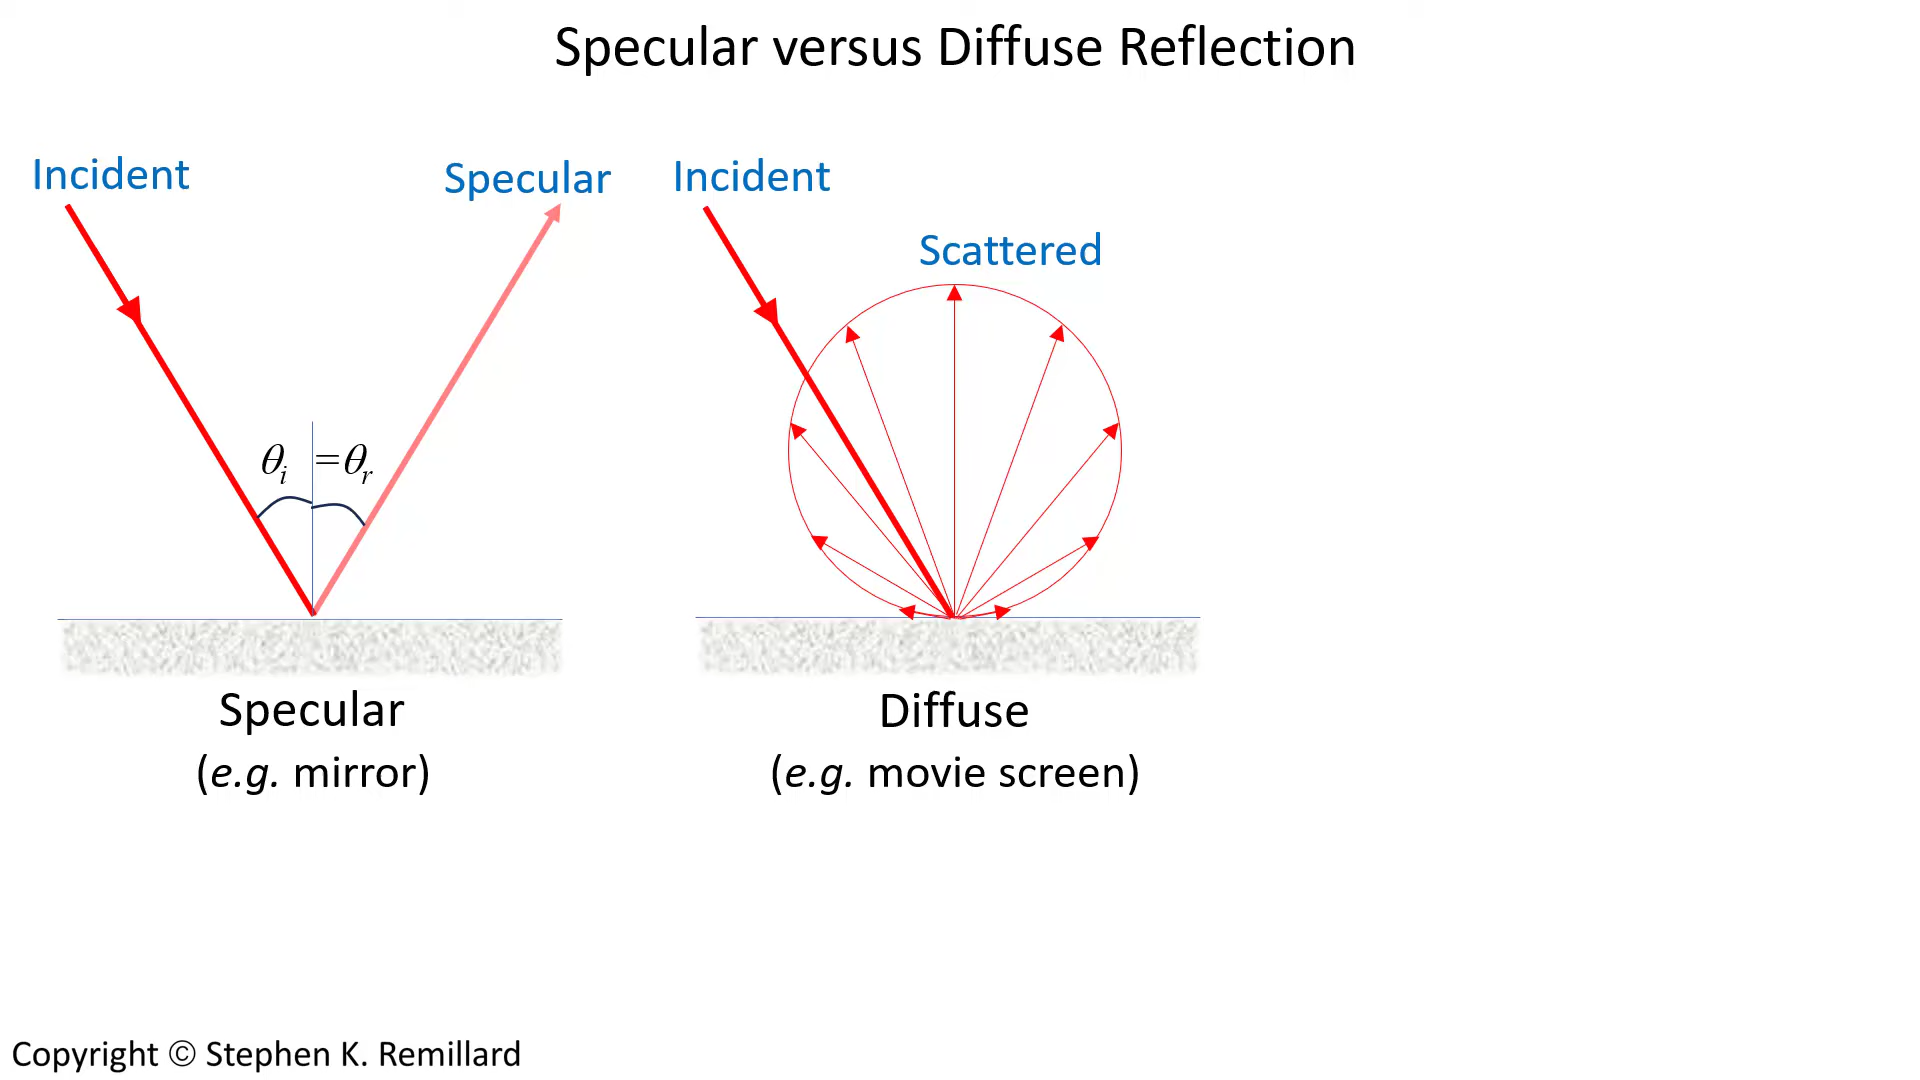 Specular versus Diffuse Reflection
Incident
Specular
θi =θr
Specular
(e.g. mirror)
Incident
Scattered
Diffuse
(e.g. movie screen)
Copyright © Stephen K. Remillard